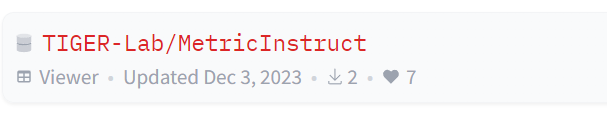 TIGER-Lab/MetricInstruct
Viewer • Updated Dec 3, 2023 • 2 • 7